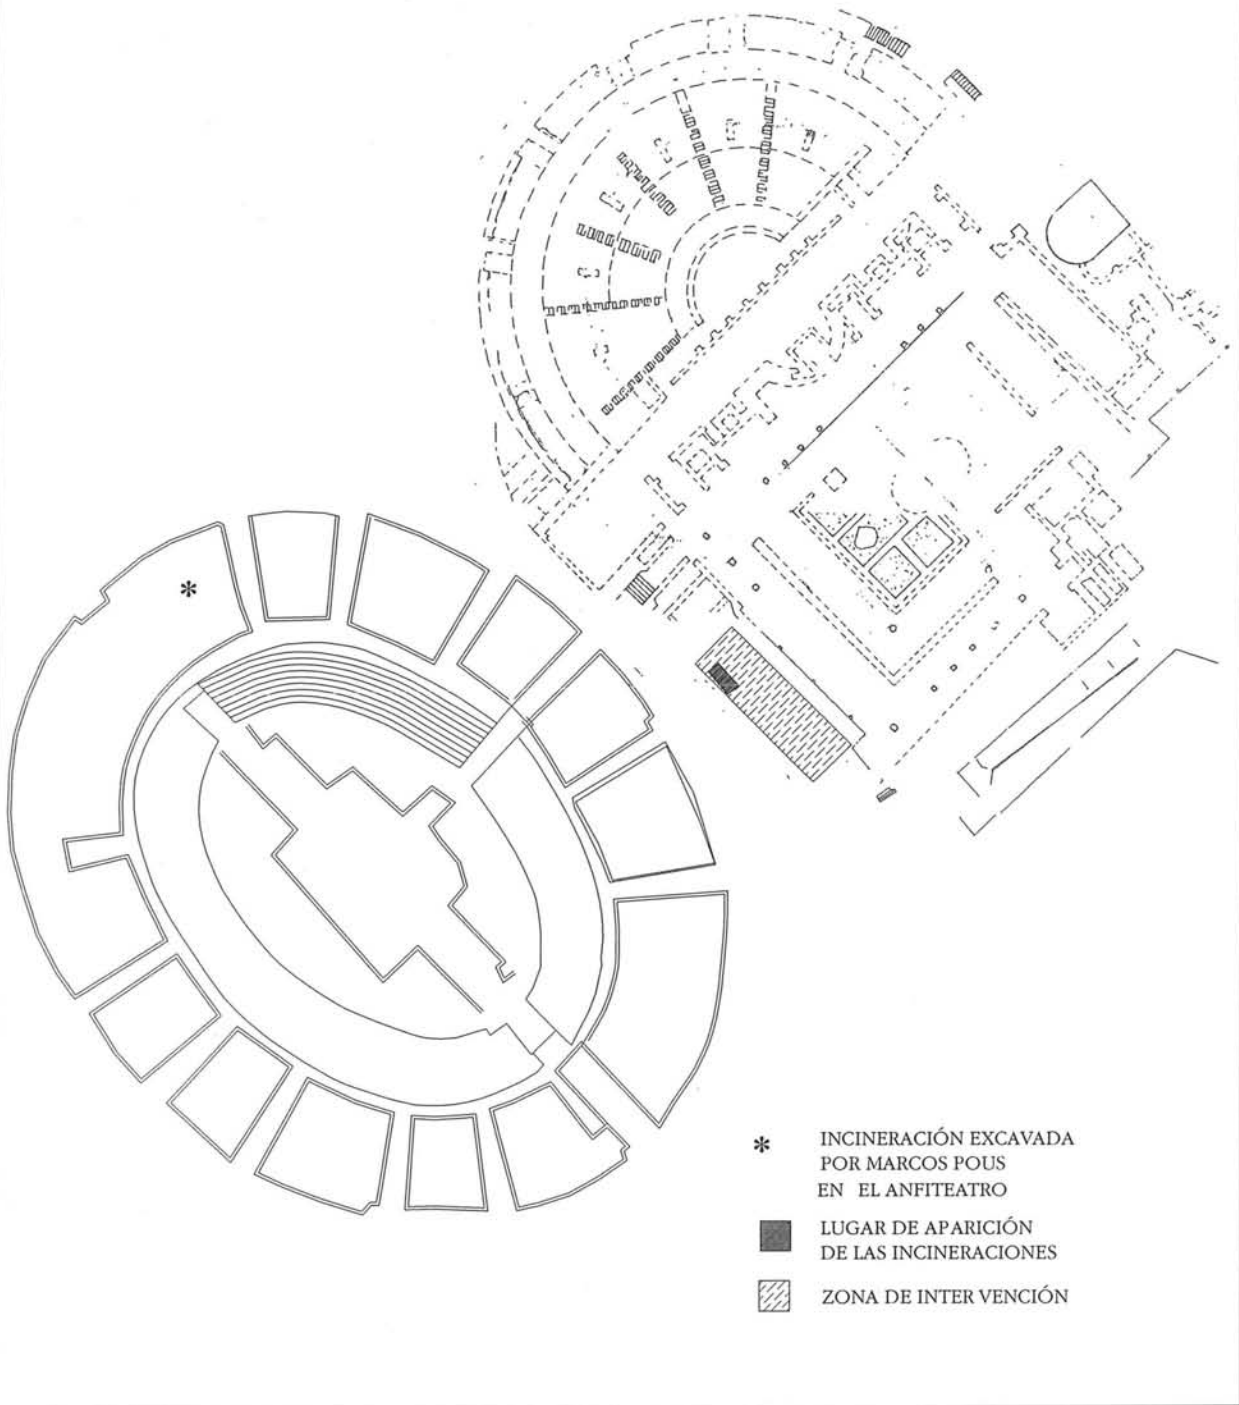 * INCINERACIÓN EXCAVADA
POR MARCOS POUS
EN EL ANFITEATRO
LUGAR DE APARICIÓN
DE LAS INCINERACIONES
ZONA DE INTER VENCIÓN